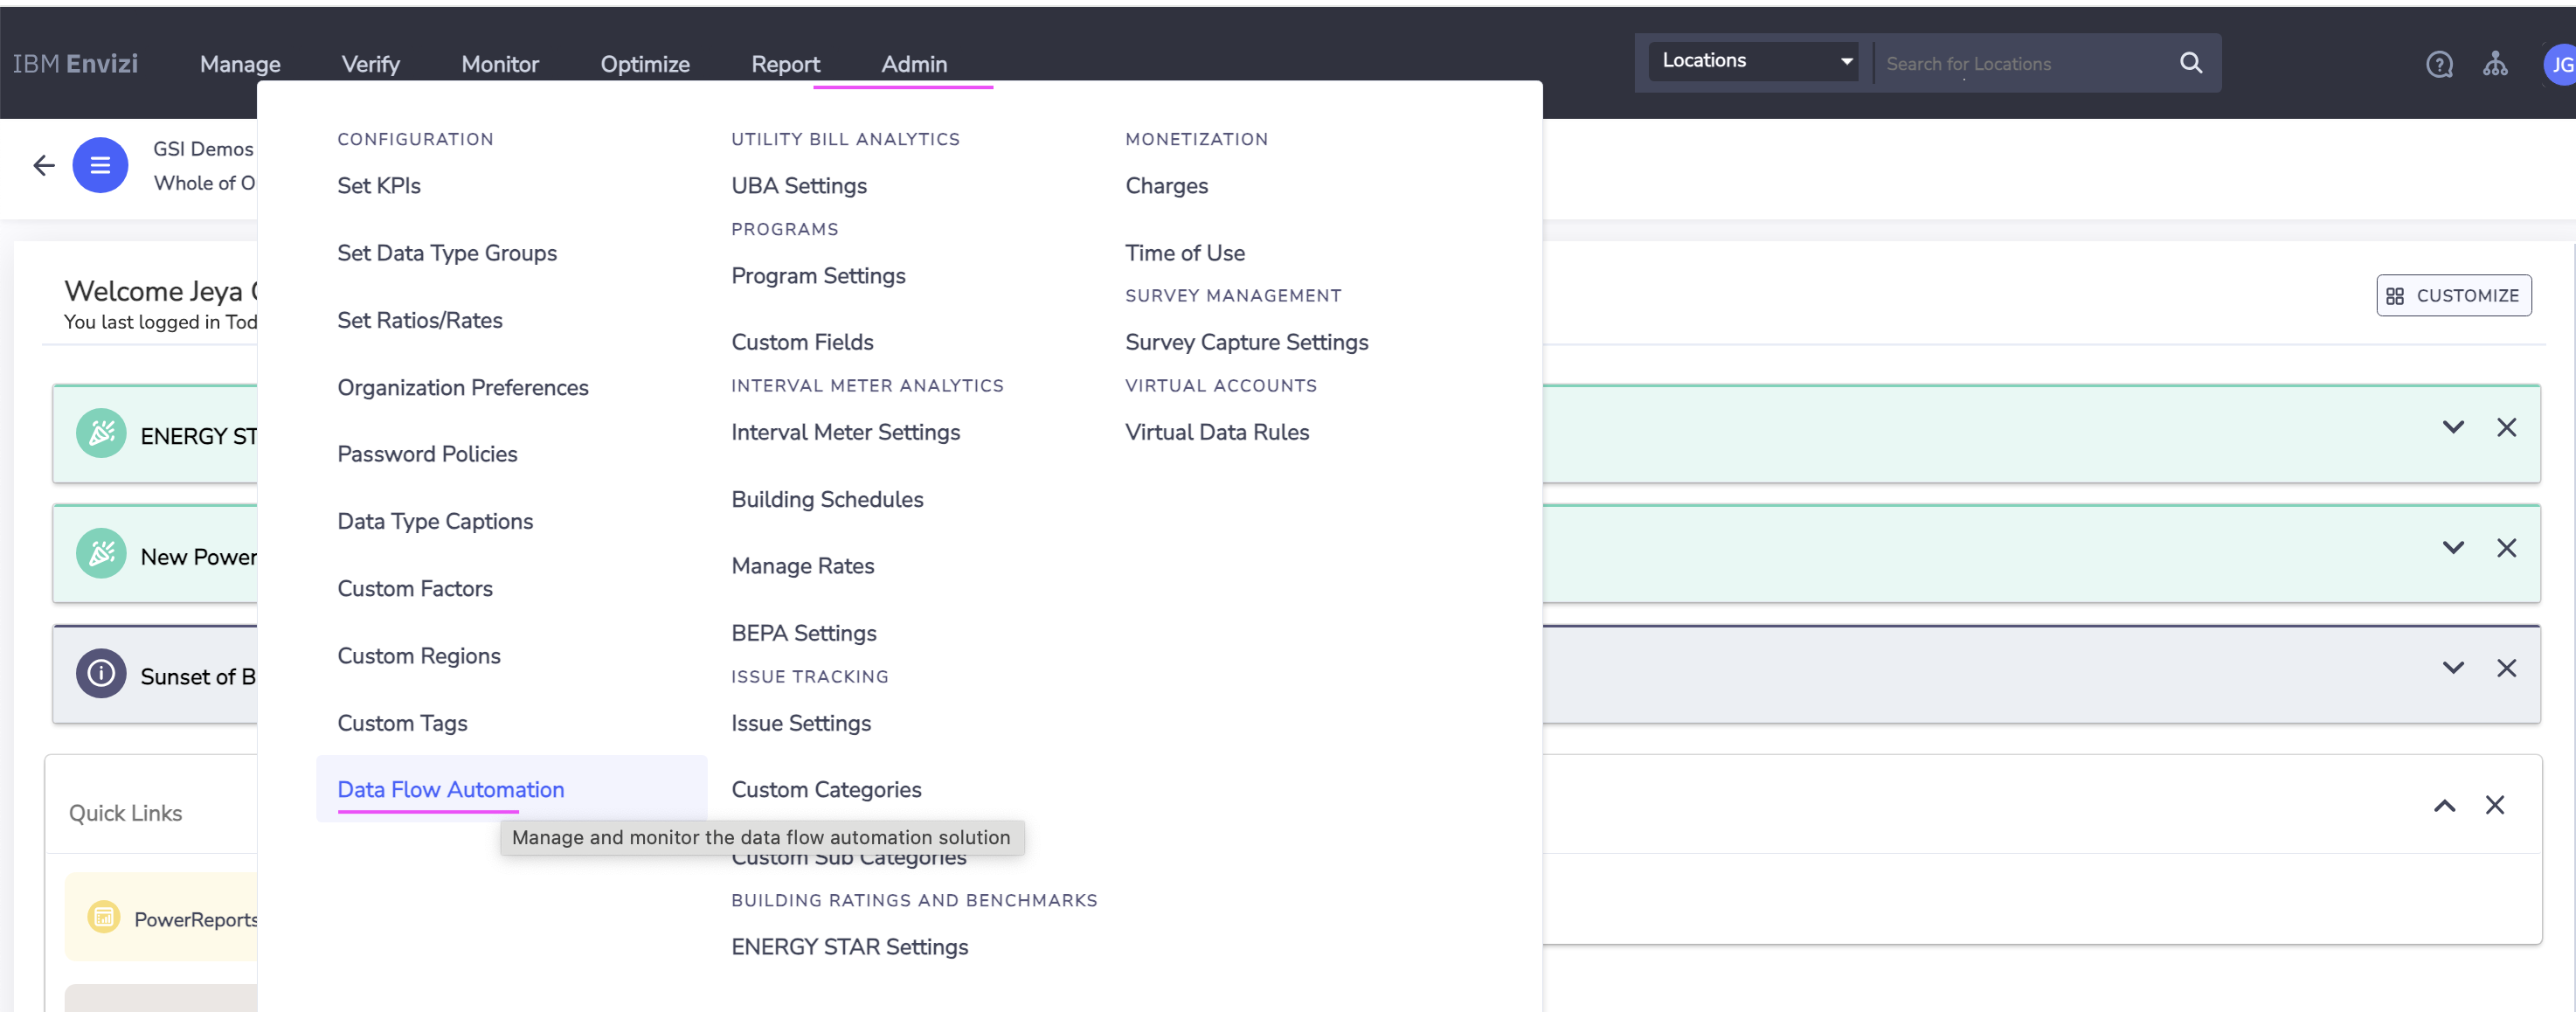 IBM Envizi
Manage
Verify
Monitor
Optimize
Report
Admin
Locations
Search for Locations
JG
GSI Demos
Whole of O
Welcome Jeya
You last logged in Tod
CUSTOMIZE
ENERGY ST
New Power
Sunset of B
Quick Links
PowerReports
CONFIGURATION
Set KPIs
Set Data Type Groups
Set Ratios/Rates
Organization Preferences
Password Policies
Data Type Captions
Custom Factors
Custom Regions
Custom Tags
Data Flow Automation
Manage and monitor the data flow automation solution
UTILITY BILL ANALYTICS
UBA Settings
PROGRAMS
Program Settings
Custom Fields
INTERVAL METER ANALYTICS
Interval Meter Settings
Building Schedules
Manage Rates
BEPA Settings
ISSUE TRACKING
Issue Settings
Custom Categories
Custom Sub Categories
BUILDING RATINGS AND BENCHMARKS
ENERGY STAR Settings
MONETIZATION
Charges
Time of Use
SURVEY MANAGEMENT
Survey Capture Settings
VIRTUAL ACCOUNTS
Virtual Data Rules